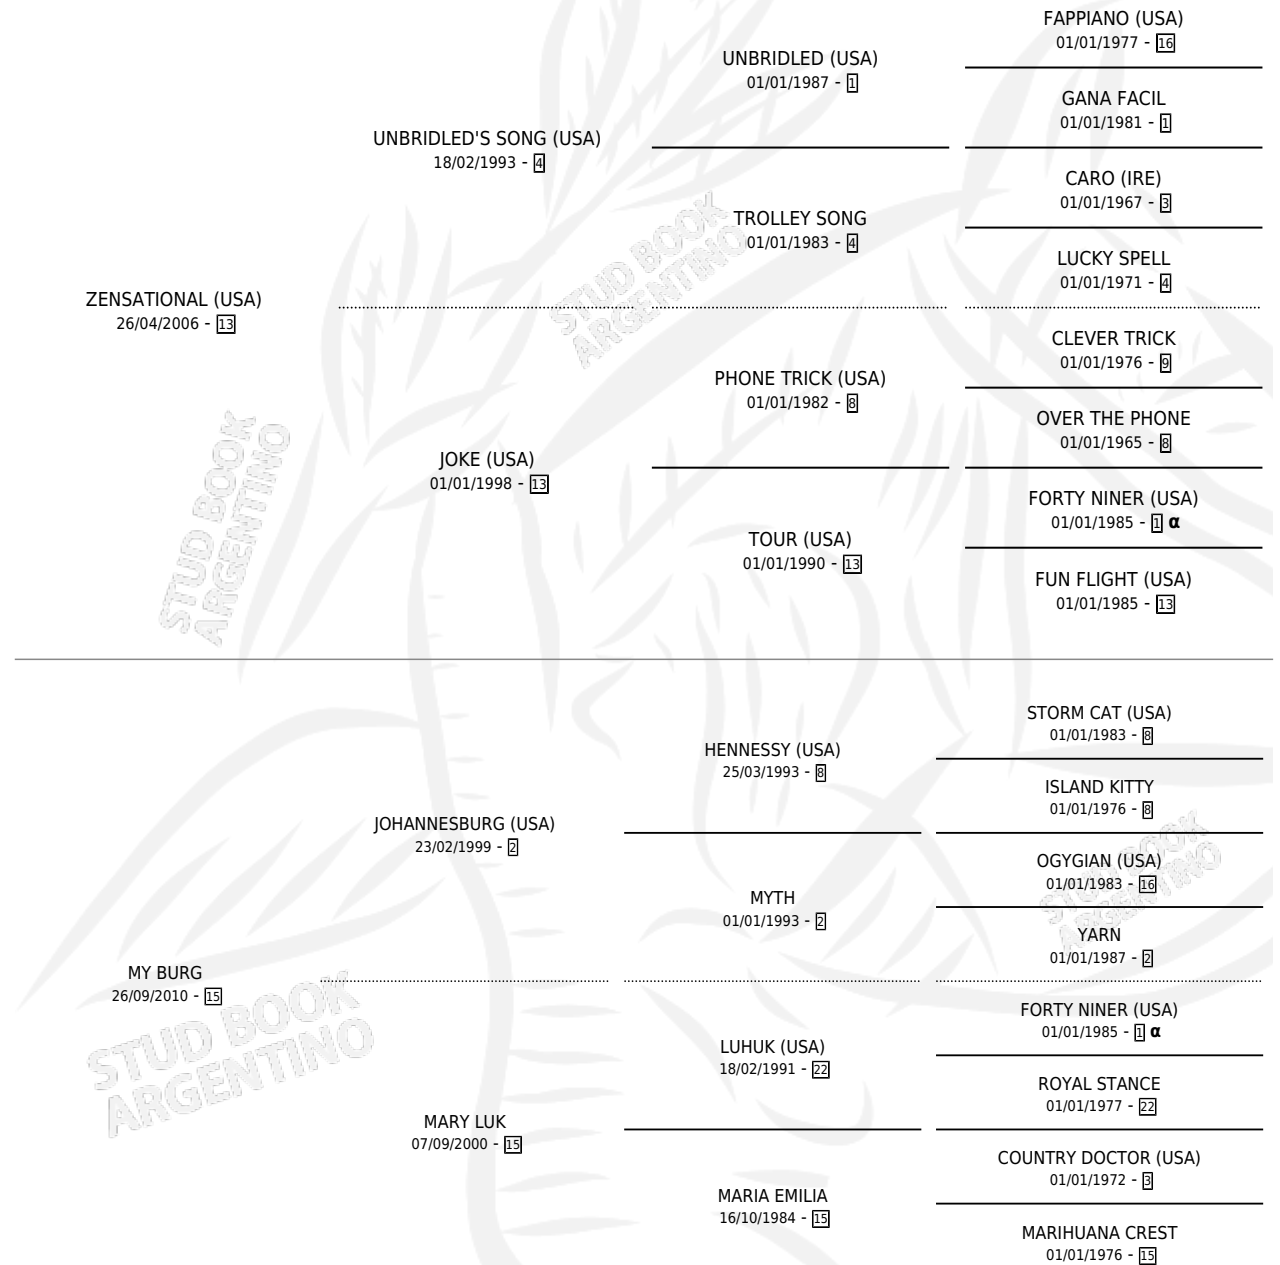 FAPPIANO (USA)
01/01/1977 - 16
UNBRIDLED (USA)
01/01/1987 - 1
GANA FACIL
01/01/1981 - 1
UNBRIDLED'S SONG (USA)
18/02/1993 - 4
CARO (IRE)
01/01/1967 - 3
TROLLEY SONG
01/01/1983 - 4
LUCKY SPELL
01/01/1971 - 4
STUD BOOK
ARGENTINO
ZENSATIONAL (USA)
26/04/2006 - 13
CLEVER TRICK
01/01/1976 - 9
PHONE TRICK (USA)
01/01/1982 - 8
OVER THE PHONE
01/01/1965 - 8
JOKE (USA)
01/01/1998 - 13
FORTY NINER (USA)
01/01/1985 - 1 α
TOUR (USA)
01/01/1990 - 13
FUN FLIGHT (USA)
01/01/1985 - 13
STUD BOOK
ARGENTINO
STORM CAT (USA)
01/01/1983 - 8
HENNESSY (USA)
25/03/1993 - 8
ISLAND KITTY
01/01/1976 - 8
JOHANNESBURG (USA)
23/02/1999 - 2
OGYGIAN (USA)
01/01/1983 - 16
MYTH
01/01/1993 - 2
YARN
01/01/1987 - 2
STUD BOOK
ARGENTINO
MY BURG
26/09/2010 - 15
FORTY NINER (USA)
01/01/1985 - 1 α
LUHUK (USA)
18/02/1991 - 22
ROYAL STANCE
01/01/1977 - 22
STUD BOOK
ARGENTINO
MARY LUK
07/09/2000 - 15
COUNTRY DOCTOR (USA)
01/01/1972 - 3
MARIA EMILIA
16/10/1984 - 15
MARIHUANA CREST
01/01/1976 - 15